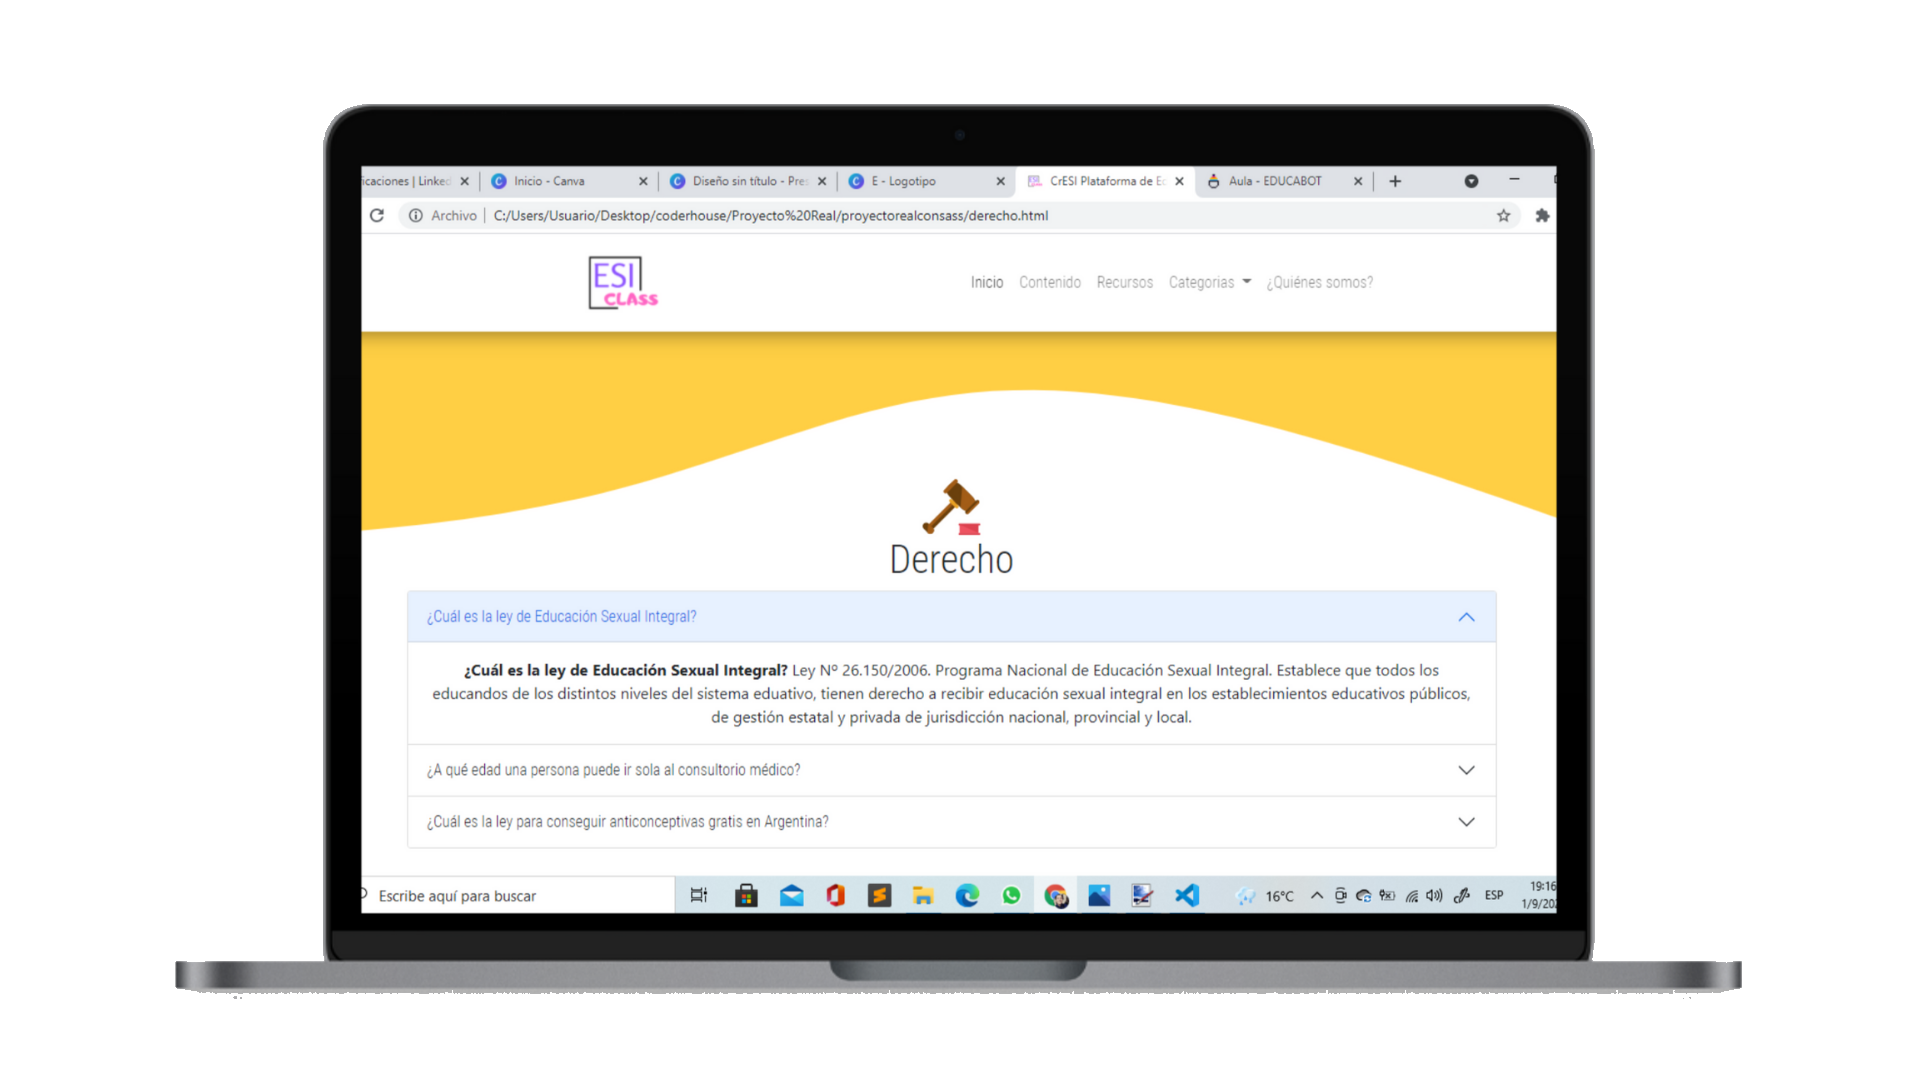 icaciones | Linked
Inicio - Canva
Diseño sin título - Pres
E - Logotipo
CrESI Plataforma de Ec
Aula - EDUCABOT
Archivo | C:/Users/Usuario/Desktop/coderhouse/Proyecto%20Real/proyectorealconsass/derecho.html
ESI
CLASS
Inicio Contenido Recursos Categorias ¿Quiénes somos?
Derecho
¿Cuál es la ley de Educación Sexual Integral?
¿Cuál es la ley de Educación Sexual Integral? Ley Nº 26.150/2006. Programa Nacional de Educación Sexual Integral. Establece que todos los
educandos de los distintos niveles del sistema eduativo, tienen derecho a recibir educación sexual integral en los establecimientos educativos públicos,
de gestión estatal y privada de jurisdicción nacional, provincial y local.
¿A qué edad una persona puede ir sola al consultorio médico?
¿Cuál es la ley para conseguir anticonceptivas gratis en Argentina?
Escribe aquí para buscar
16°C
ESP
19:16
1/9/202